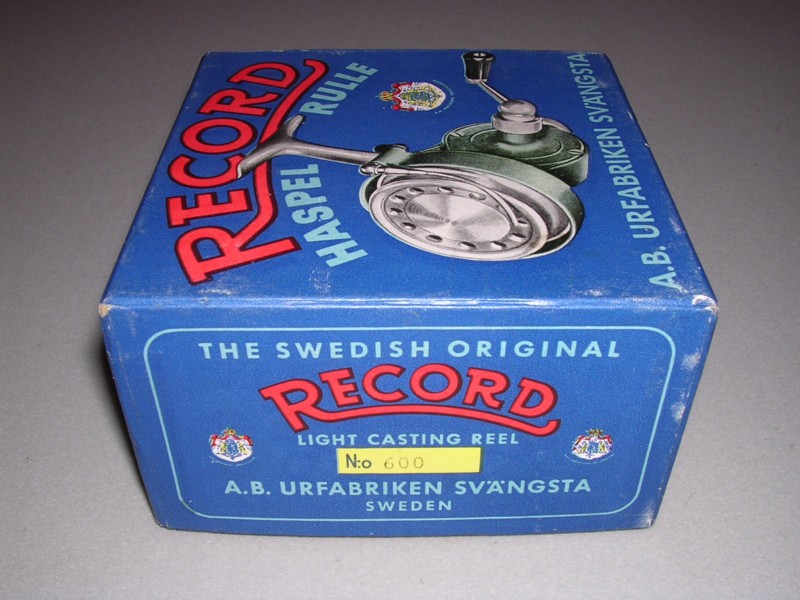 RECORD
HASPEL RULLE
A.B. URFABRIKEN SVÄNGSTA
THE SWEDISH ORIGINAL
RECORD
LIGHT CASTING REEL
N:o 600
A.B. URFABRIKEN SVÄNGSTA
SWEDEN